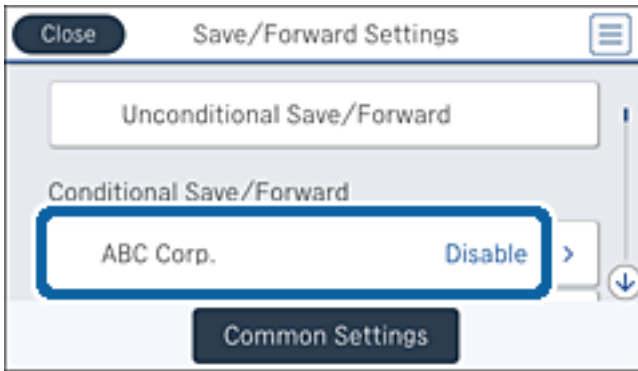 Close Save/Forward Settings
Unconditional Save/Forward
Conditional Save/Forward
ABC Corp. Disable
Common Settings